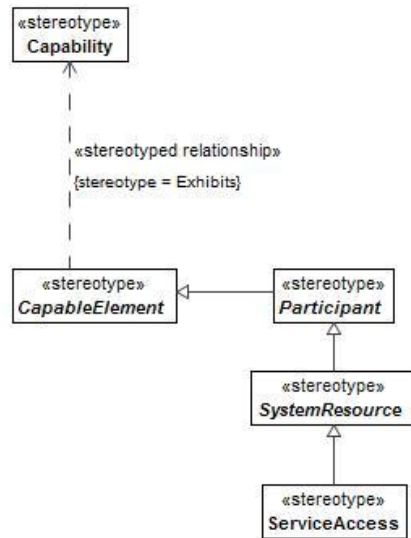 «stereotype»
Capability
«stereotyped relationship»
{stereotype = Exhibits}
«stereotype»
CapableElement
«stereotype»
Participant
«stereotype»
SystemResource
«stereotype»
ServiceAccess